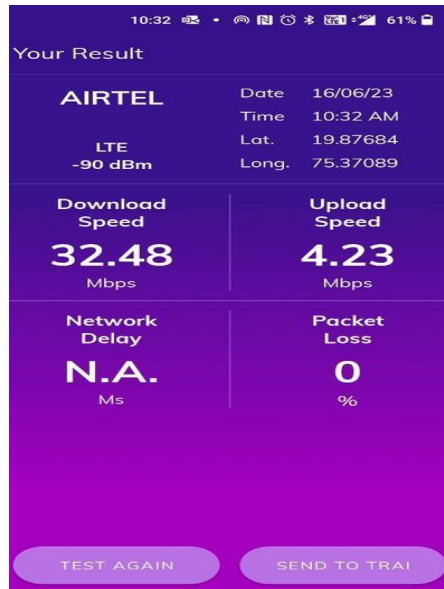 10:32 61%
Your Result
AIRTEL
LTE
-90 dBm
Date 16/06/23
Time 10:32 AM
Lat. 19.87684
Long. 75.37089
Download
Speed
32.48
Mbps
Upload
Speed
4.23
Mbps
Network
Delay
N.A.
Ms
Packet
Loss
0
%
TEST AGAIN
SEND TO TRAI